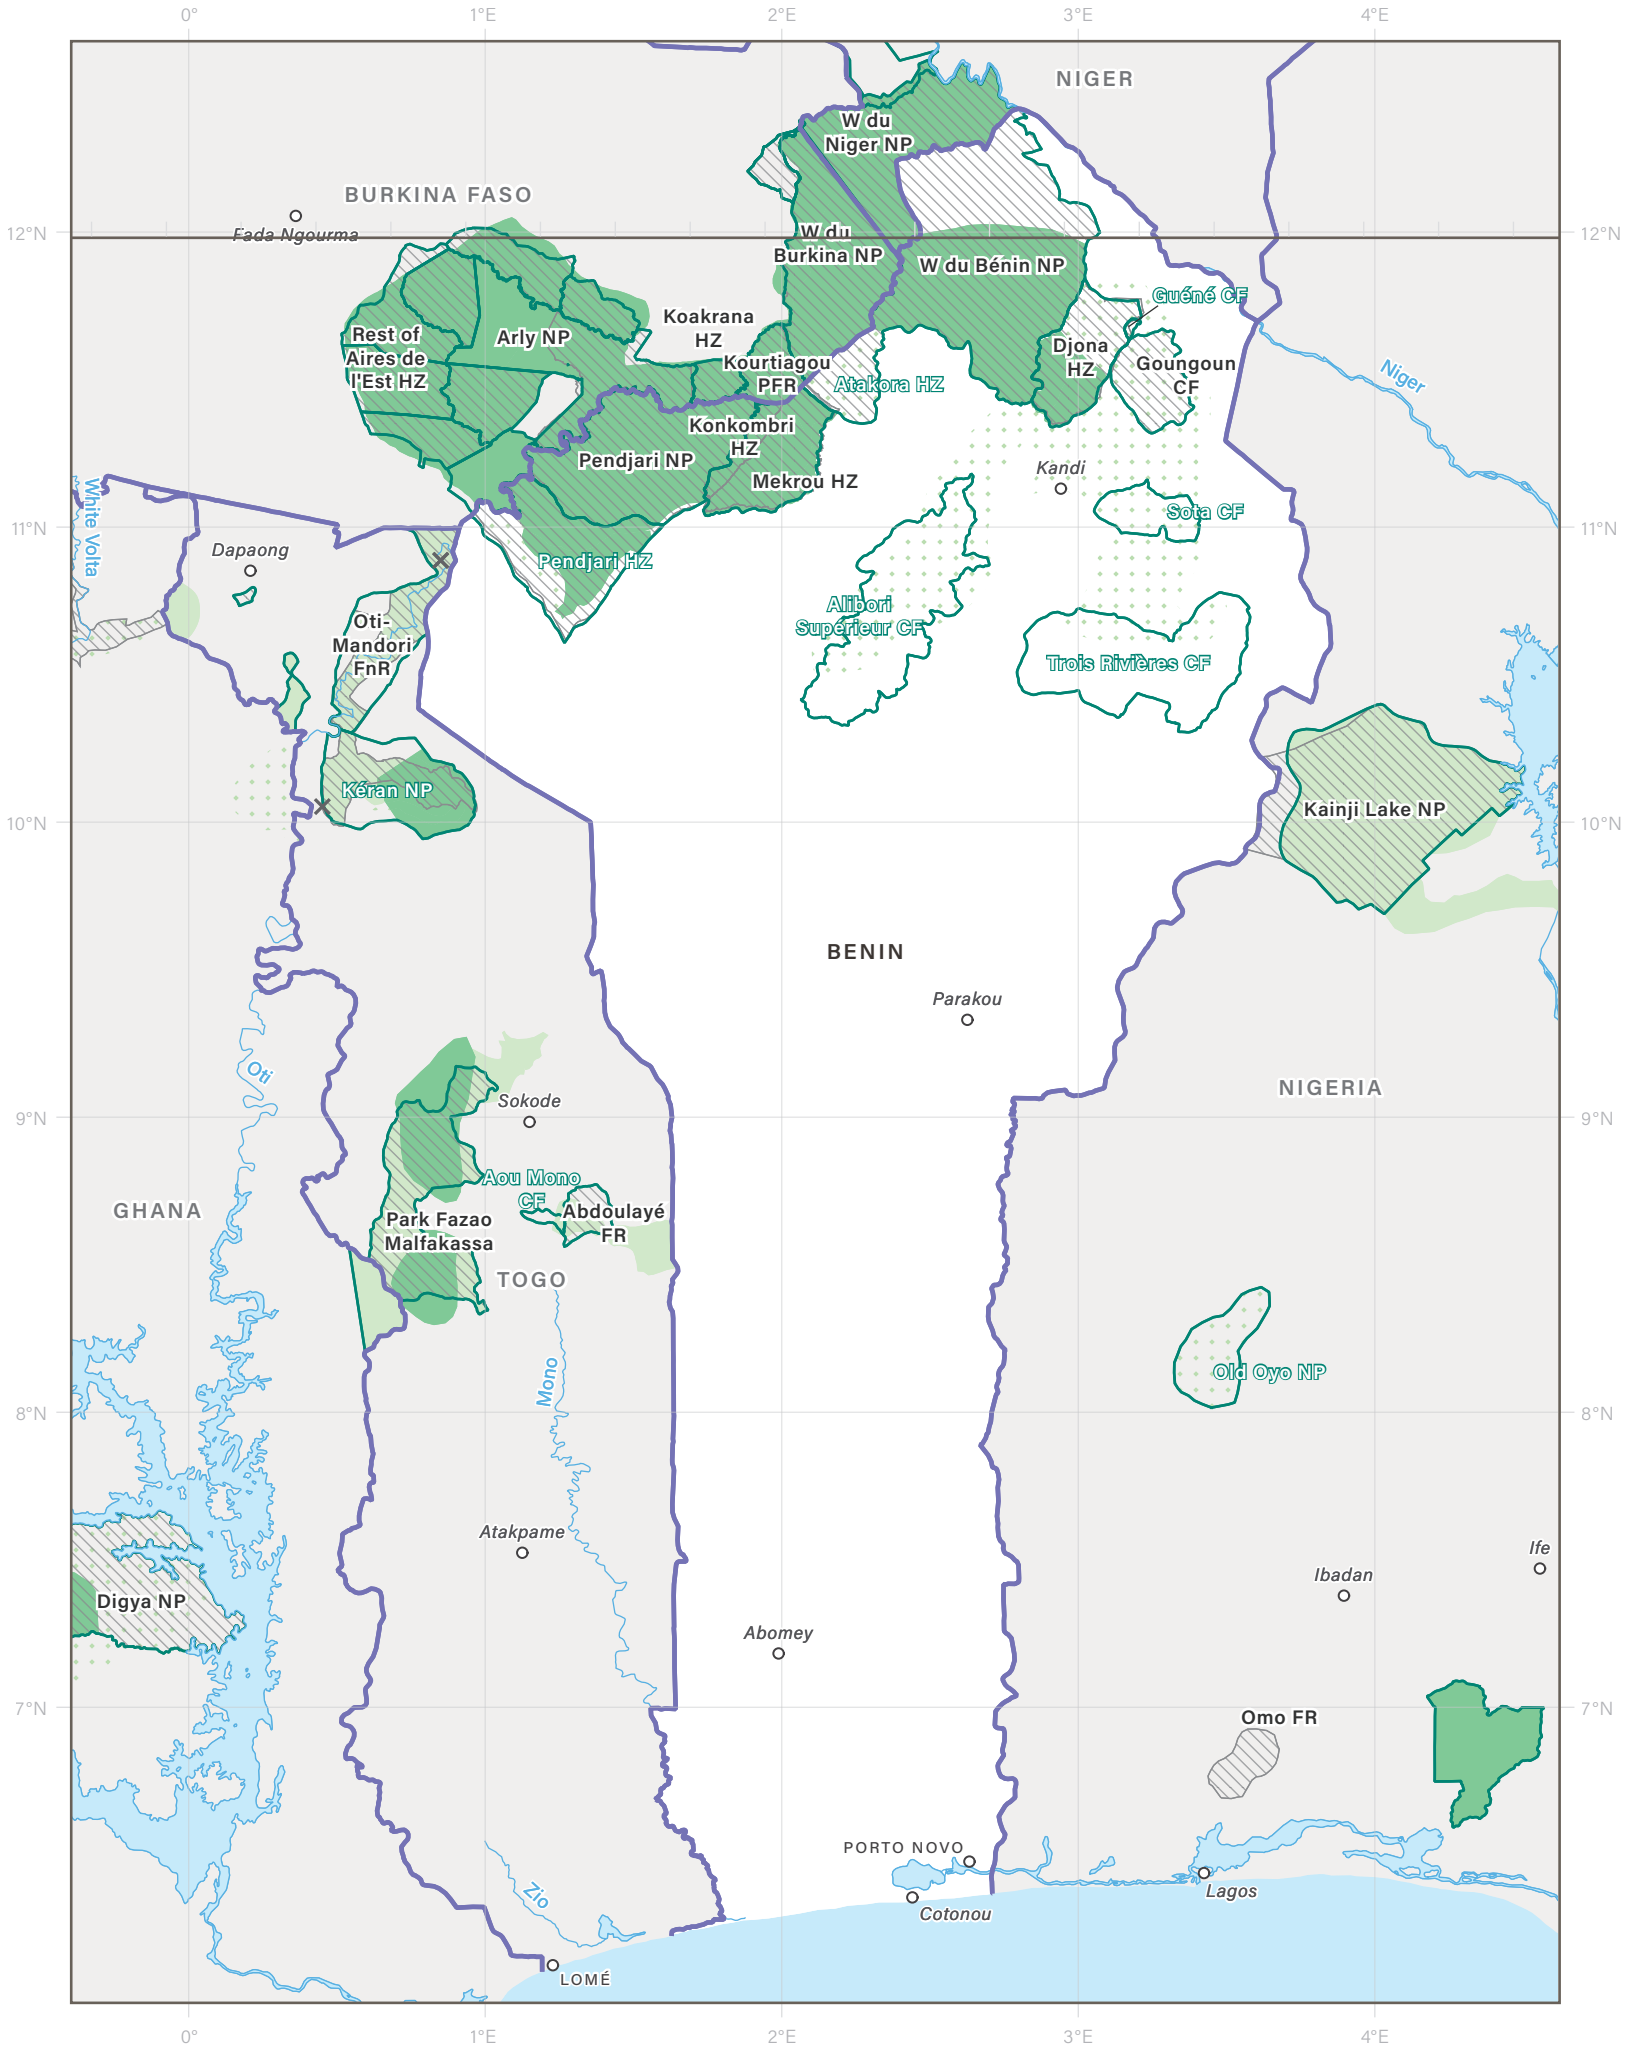 0°
1°E
2°E
3°E
4°E
NIGER
W du
Niger NP
BURKINA FASO
Fada Ngourma
12°N
12°N
W du
Burkina NP
W du Bénin NP
Guéné CF
Koakrana
HZ
Rest of
Aires de
l'Est HZ
Arly NP
Djona
HZ
Goungoun
CF
Kourtiagou
PFR
Atakora HZ
Niger
Konkombri
HZ
Pendjari NP
Mekrou HZ
Kandi
White Volta
Sota CF
11°N
11°N
Dapaong
Pendjari HZ
Alibori
Supérieur CF
Oti-
Mandori
FnR
Trois Rivières CF
Kéran NP
Kainji Lake NP
10°N
10°N
BENIN
Parakou
Oti
NIGERIA
Sokode
9°N
9°N
Aou Mono
CF
GHANA
Abdoulayé
FR
Park Fazao
Malfakassa
TOGO
Mono
Old Oyo NP
8°N
8°N
Atakpame
Ife
Ibadan
Digya NP
Abomey
7°N
7°N
Omo FR
PORTO NOVO
Zio
Lagos
Cotonou
LOMÉ
0°
1°E
2°E
3°E
4°E